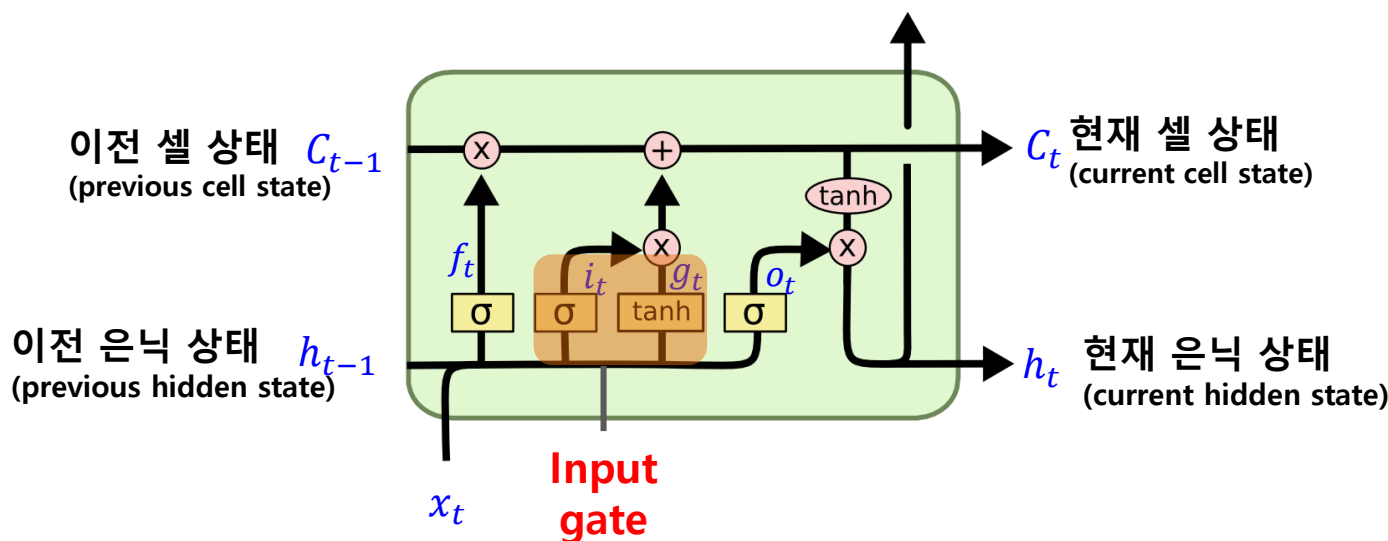 이전 셀 상태 C_{t-1}
(previous cell state)
x
+
C_t 현재 셀 상태
(current cell state)
tanh
f_t
i_t
x
g_t
o_t
x
σ
σ
tanh
σ
이전 은닉 상태 h_{t-1}
(previous hidden state)
h_t 현재 은닉 상태
(current hidden state)
x_t
Input
gate